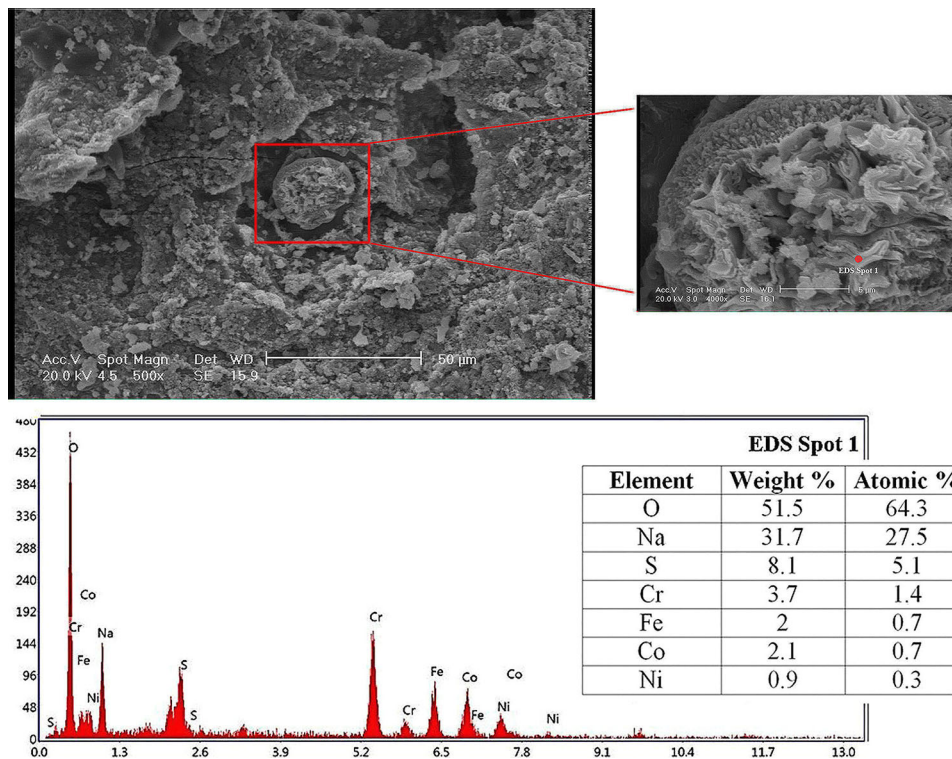 Acc.V Spot Magn Det WD 50 µm
20.0 kV 4.5 500x SE 15.9
EDS Spot 1
Acc.V Spot Magn Det WD 5 µm
20.0 kV 3.0 4000x SE 16.1
EDS Spot 1
Element Weight % Atomic %
O 51.5 64.3
Na 31.7 27.5
S 8.1 5.1
Cr 3.7 1.4
Fe 2 0.7
Co 2.1 0.7
Ni 0.9 0.3
480
432
384
336
288
240
192
144
96
48
0
O
Co
Cr
Na
Fe
Ni
S
S
S
Cr
Cr
Fe
Co
Fe
Co
Ni
Ni
0.0 1.3 2.6 3.9 5.2 6.5 7.8 9.1 10.4 11.7 13.0